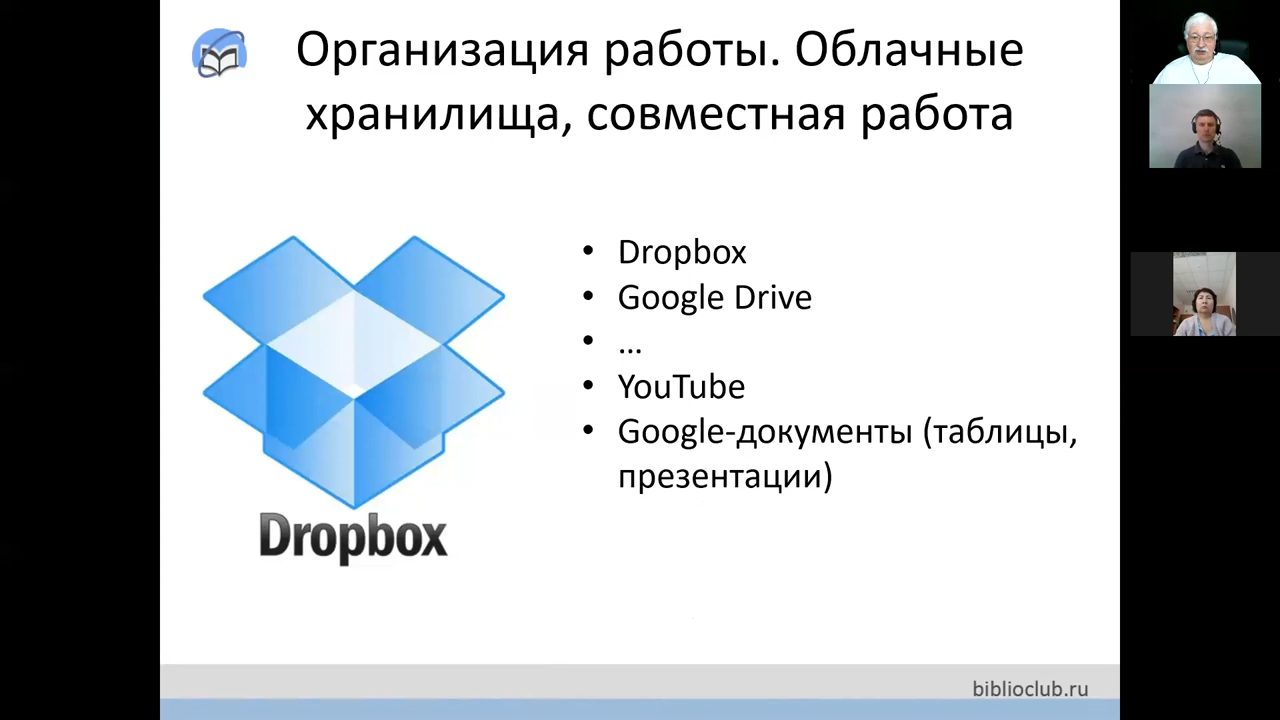 Организация работы. Облачные
хранилища, совместная работа
• Dropbox
• Google Drive
• ...
• YouTube
• Google-документы (таблицы,
презентации)
Dropbox
biblioclub.ru